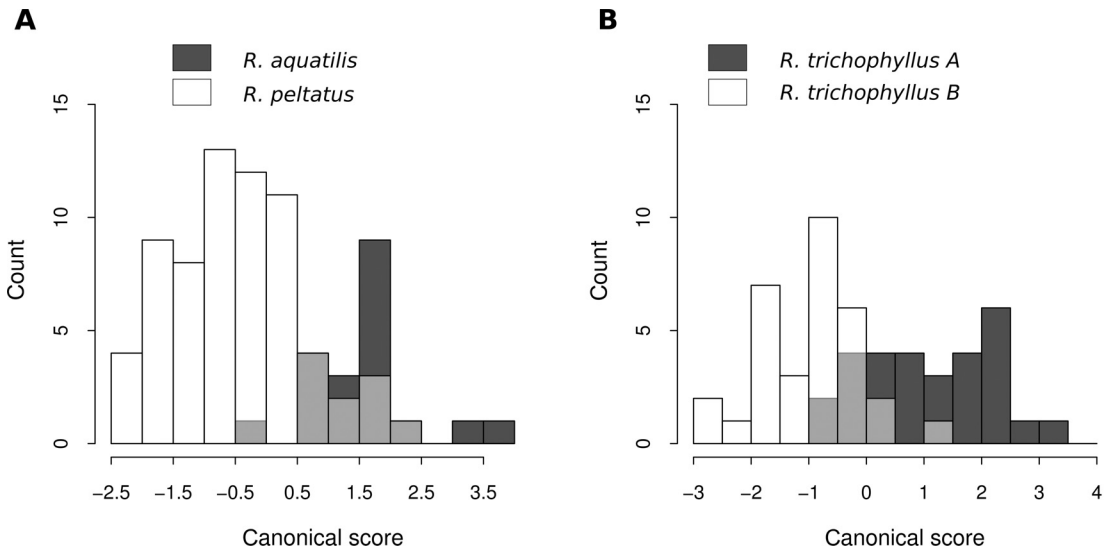 A
R. aquatilis
R. peltatus
15
10
5
0
Count
−2.5 −1.5 −0.5 0.5 1.5 2.5 3.5
Canonical score
B
R. trichophyllus A
R. trichophyllus B
15
10
5
0
Count
−3 −2 −1 0 1 2 3 4
Canonical score